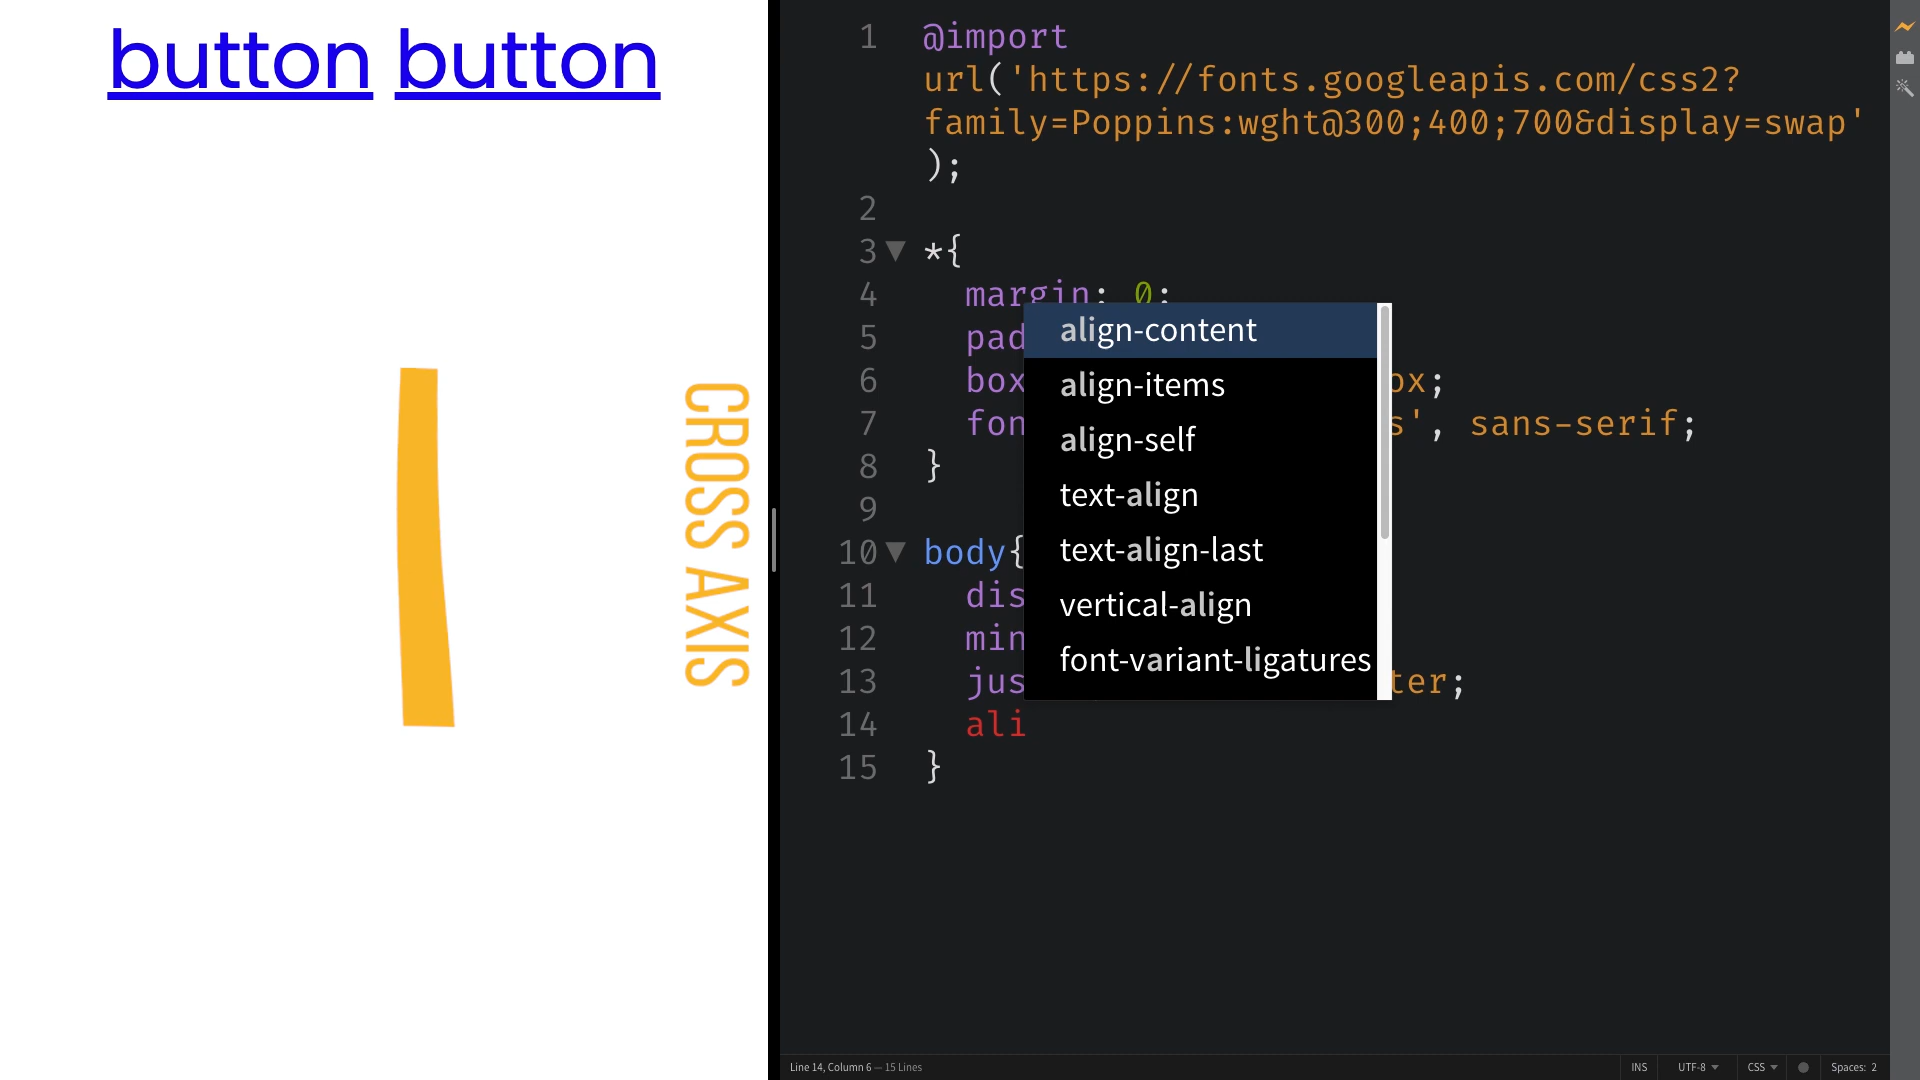 button button
CROSS AXIS
1 @import
url('https://fonts.googleapis.com/css2?
family=Poppins:wght@300;400;700&display=swap'
);
2
3 *{
4 margin: 0;
5 pad
6 box ox;
7 fon s', sans-serif;
8 }
9
10 body{
11 dis
12 min
13 jus ter;
14 ali
15 }
align-content
align-items
align-self
text-align
text-align-last
vertical-align
font-variant-ligatures
Line 14, Column 6 — 15 Lines
INS UTF-8 CSS Spaces: 2